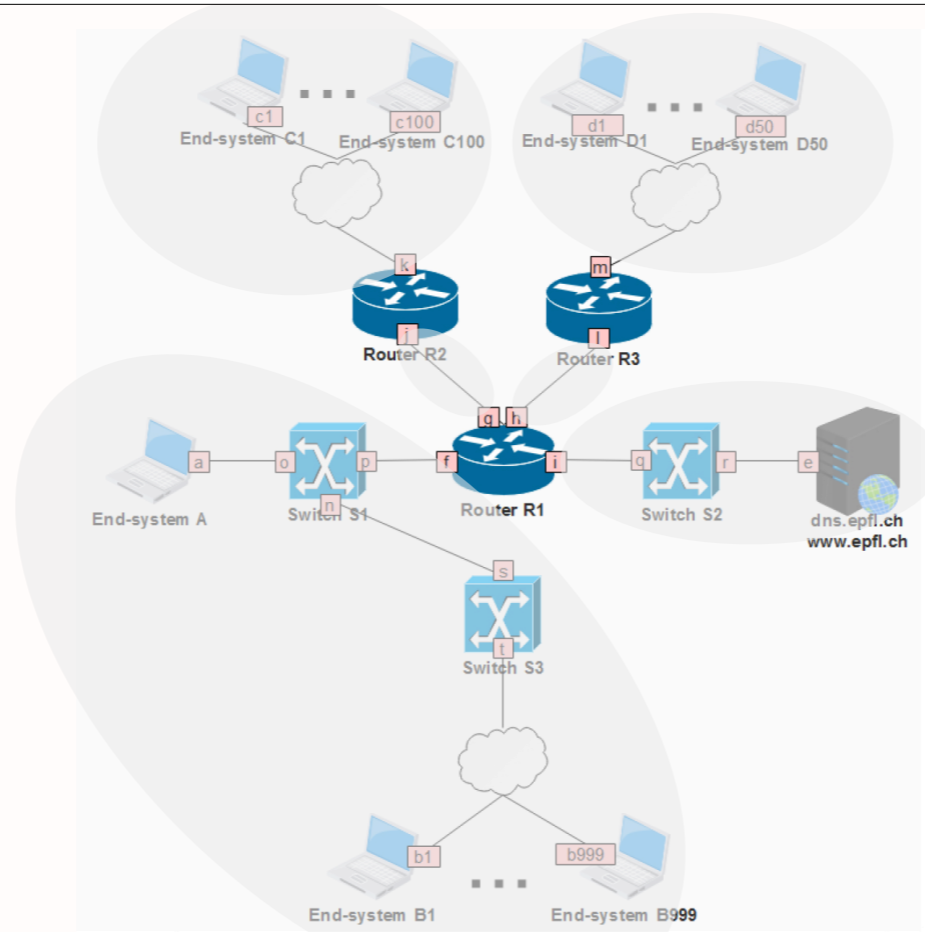 c1
c100
d1
d50
End-system C1
End-system C100
End-system D1
End-system D50
k
m
j
l
Router R2
Router R3
g
h
a
o
p
f
i
q
r
e
n
End-system A
Switch S1
Router R1
Switch S2
dns.epfl.ch
www.epfl.ch
s
t
Switch S3
b1
b999
End-system B1
End-system B999